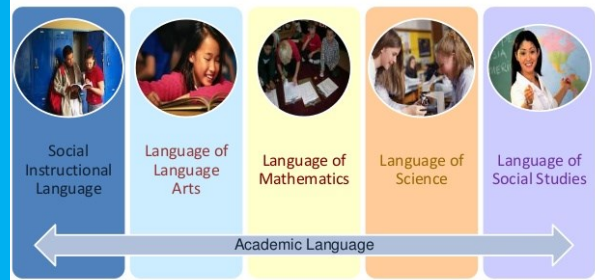 Social
Instructional
Language
Language of
Language
Arts
Language of
Mathematics
Language of
Science
Language of
Social Studies
Academic Language